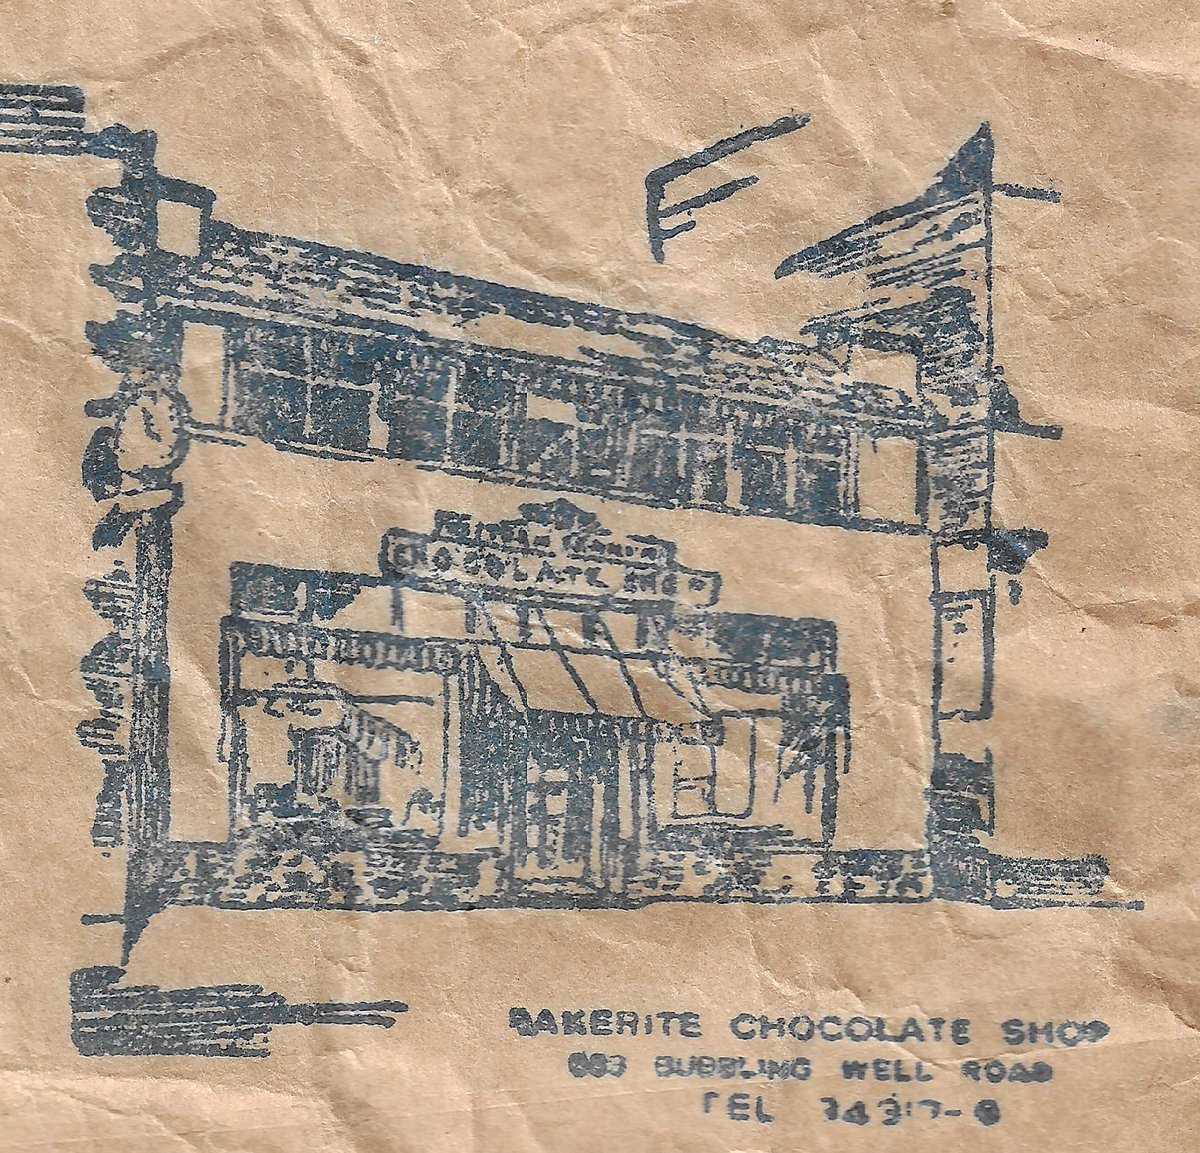 CHOCOLATE SHOP
BAKERITE CHOCOLATE SHOP
BUBBLING WELL ROAD
TEL